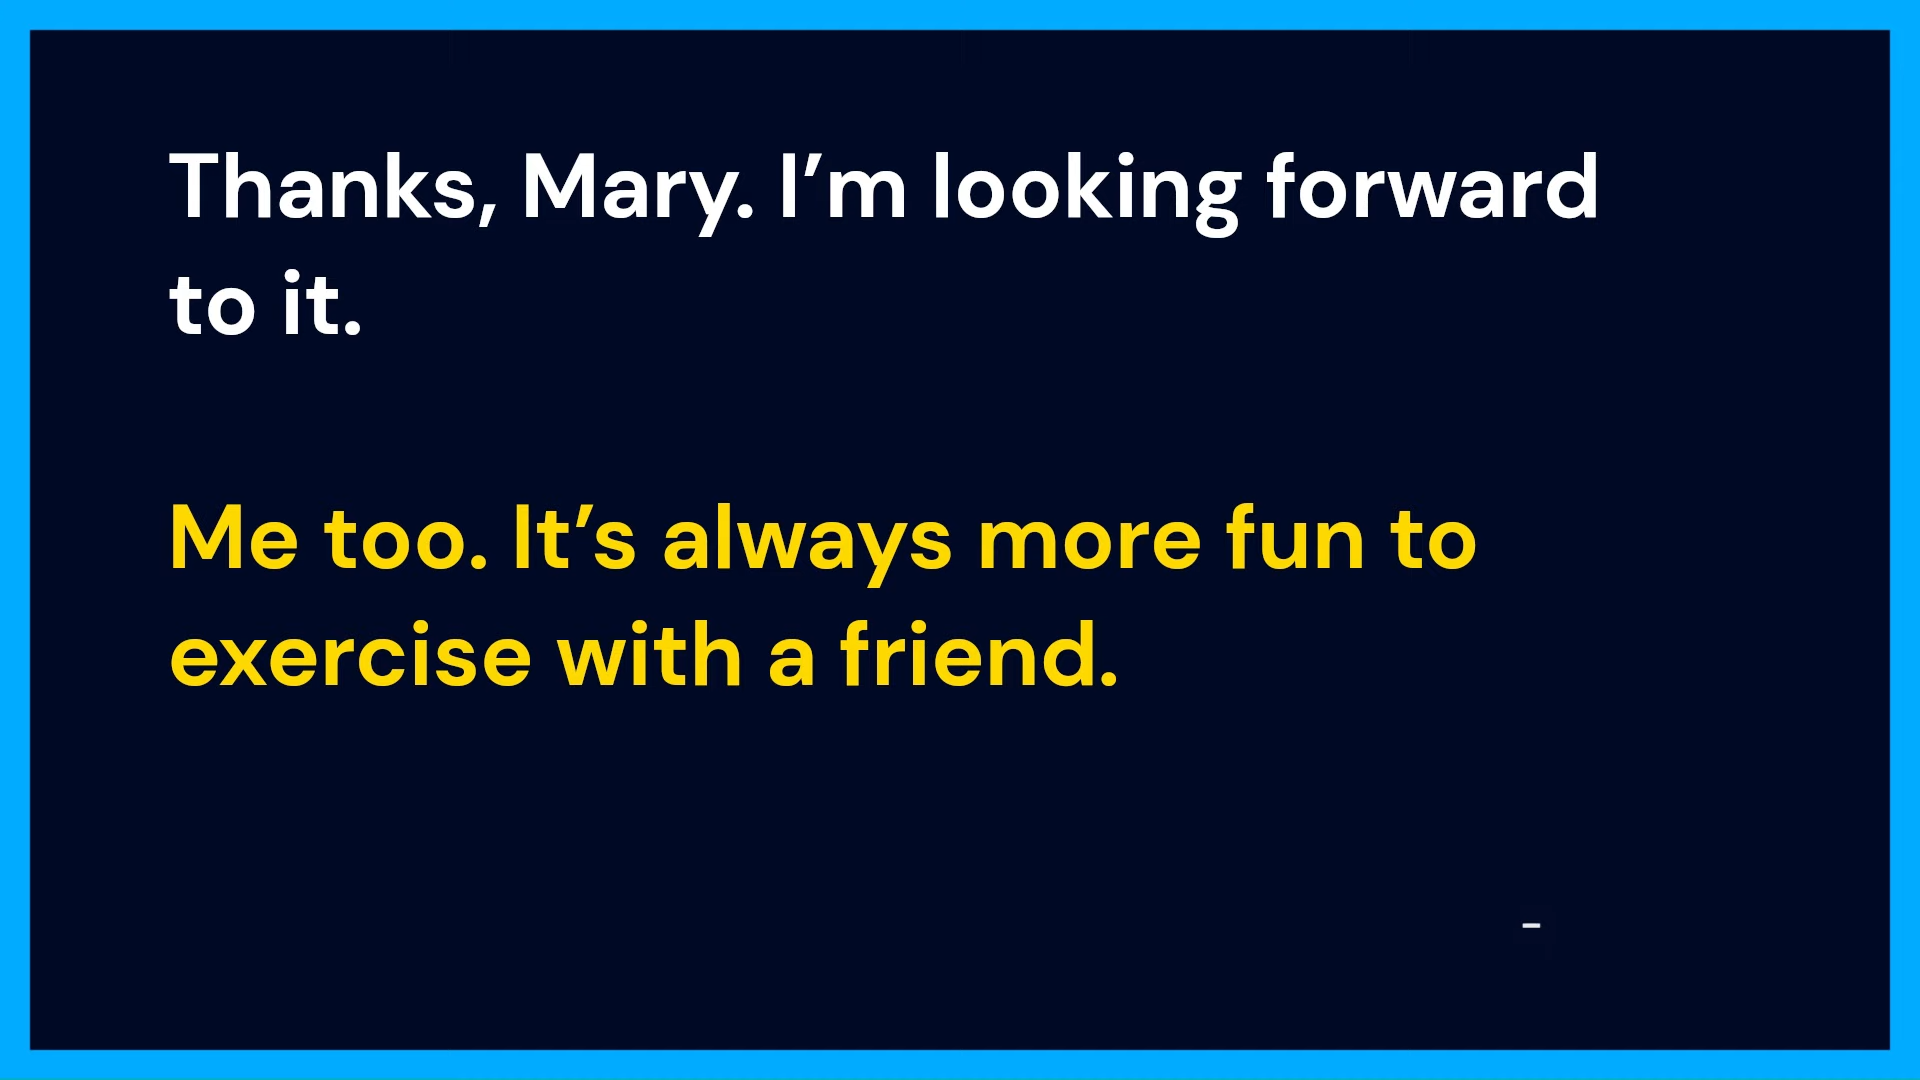 Thanks, Mary. I’m looking forward
to it.
Me too. It’s always more fun to
exercise with a friend.
-